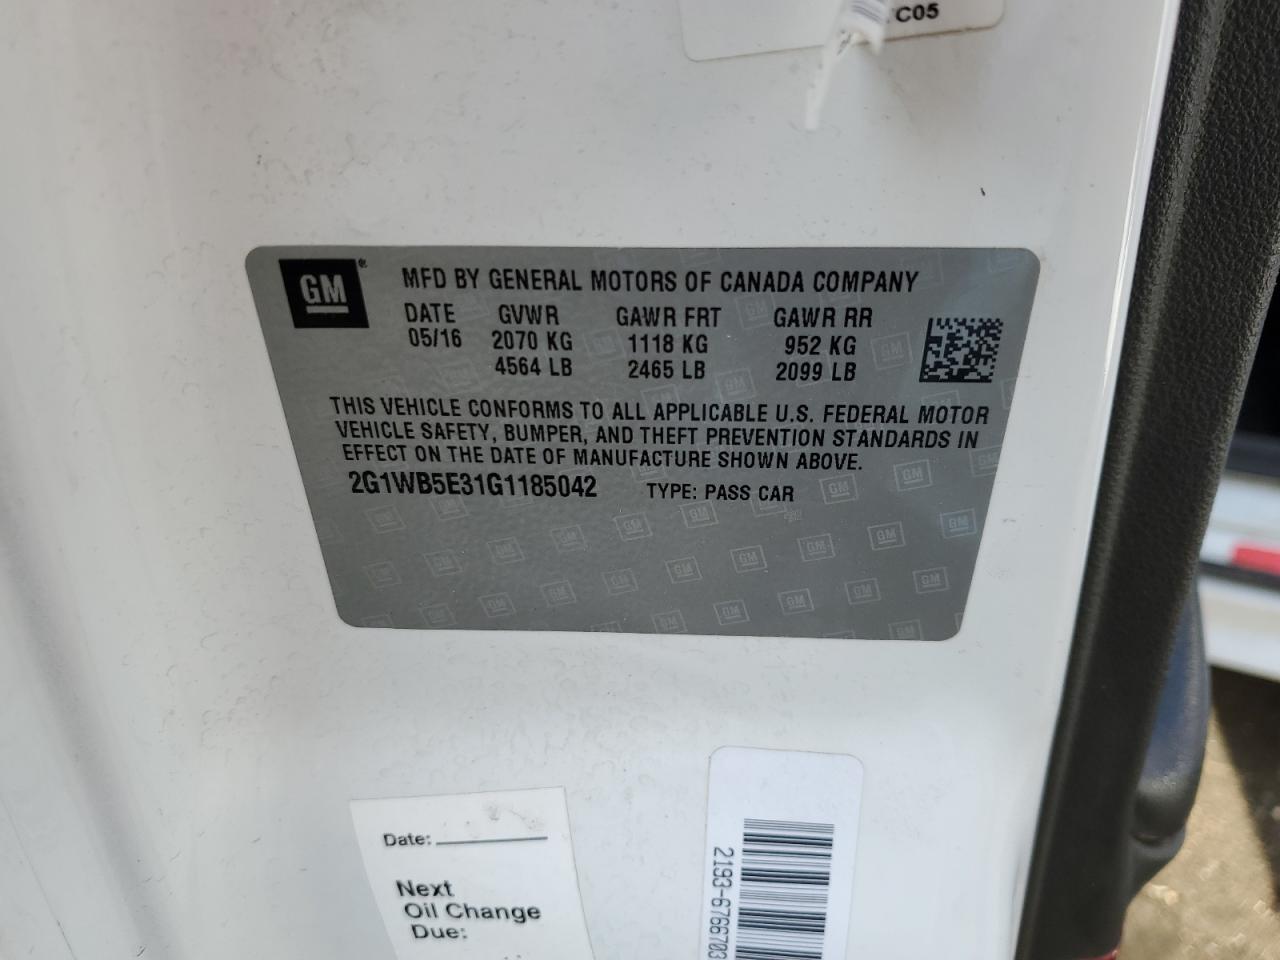 C05
GM
MFD BY GENERAL MOTORS OF CANADA COMPANY
DATE GVWR GAWR FRT GAWR RR
05/16 2070 KG 1118 KG 952 KG
4564 LB 2465 LB 2099 LB
THIS VEHICLE CONFORMS TO ALL APPLICABLE U.S. FEDERAL MOTOR
VEHICLE SAFETY, BUMPER, AND THEFT PREVENTION STANDARDS IN
EFFECT ON THE DATE OF MANUFACTURE SHOWN ABOVE.
2G1WB5E31G1185042 TYPE: PASS CAR
Date:
Next
Oil Change
Due:
2193-6766703